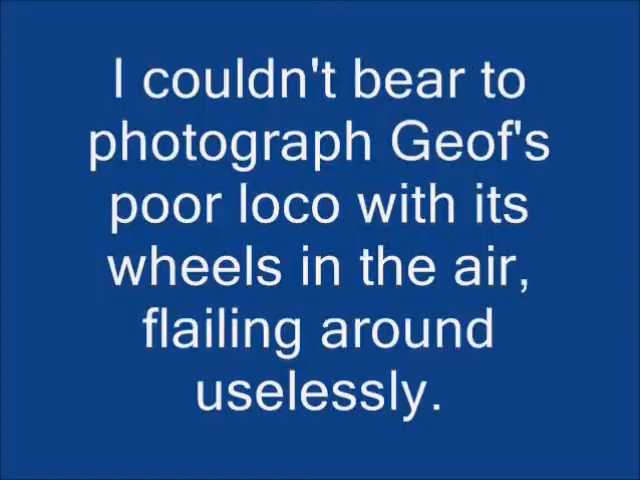 I couldn't bear to
photograph Geof's
poor loco with its
wheels in the air,
flailing around
uselessly.